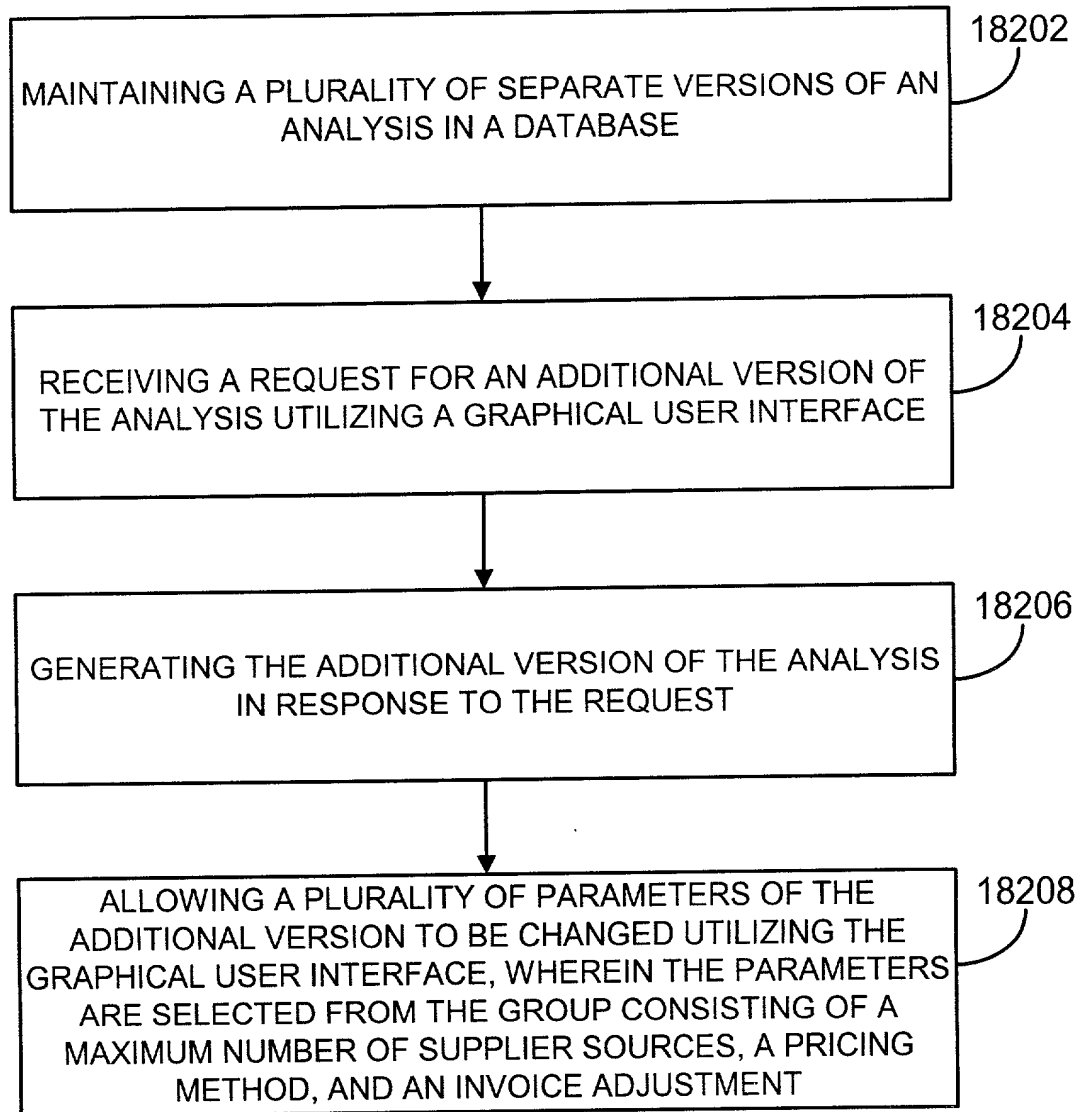 18202
MAINTAINING A PLURALITY OF SEPARATE VERSIONS OF AN
ANALYSIS IN A DATABASE
18204
RECEIVING A REQUEST FOR AN ADDITIONAL VERSION OF
THE ANALYSIS UTILIZING A GRAPHICAL USER INTERFACE
18206
GENERATING THE ADDITIONAL VERSION OF THE ANALYSIS
IN RESPONSE TO THE REQUEST
18208
ALLOWING A PLURALITY OF PARAMETERS OF THE
ADDITIONAL VERSION TO BE CHANGED UTILIZING THE
GRAPHICAL USER INTERFACE, WHEREIN THE PARAMETERS
ARE SELECTED FROM THE GROUP CONSISTING OF A
MAXIMUM NUMBER OF SUPPLIER SOURCES, A PRICING
METHOD, AND AN INVOICE ADJUSTMENT